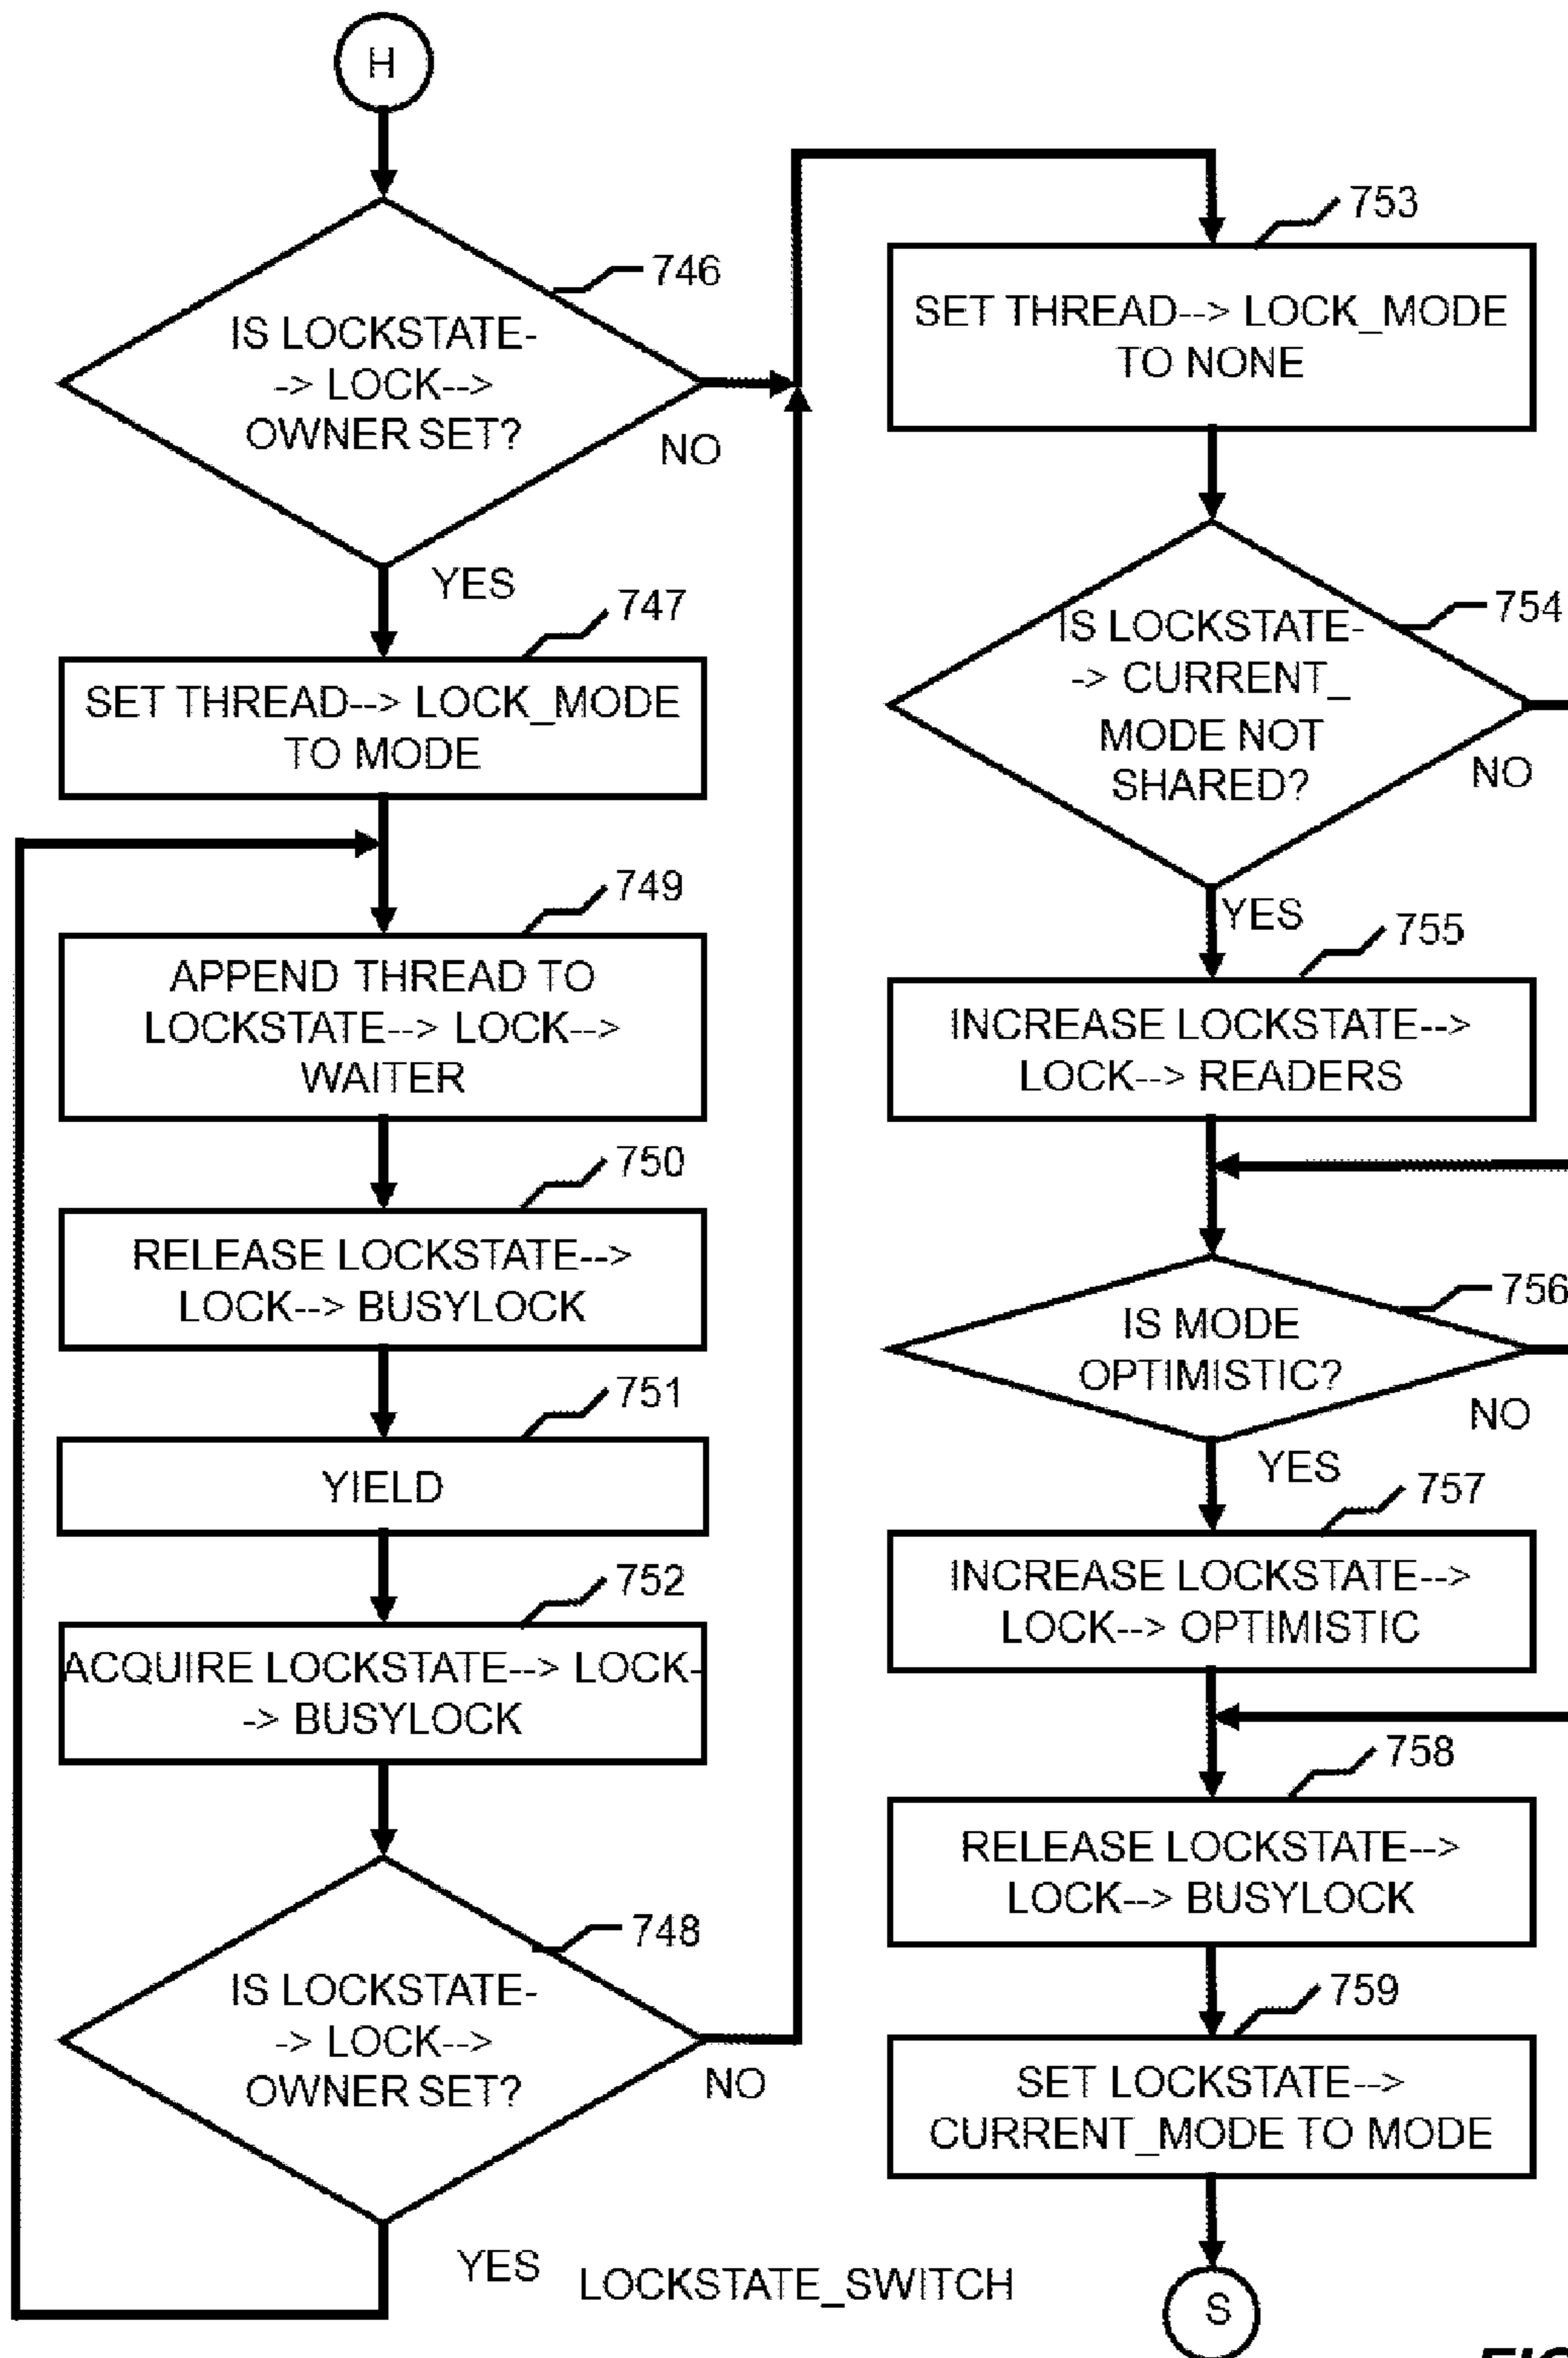 H
746
IS LOCKSTATE-
-> LOCK-->
OWNER SET?
NO
YES
747
SET THREAD--> LOCK_MODE
TO MODE
749
APPEND THREAD TO
LOCKSTATE--> LOCK-->
WAITER
750
RELEASE LOCKSTATE-->
LOCK--> BUSYLOCK
751
YIELD
752
ACQUIRE LOCKSTATE--> LOCK-
-> BUSYLOCK
748
IS LOCKSTATE-
-> LOCK-->
OWNER SET?
NO
YES
LOCKSTATE_SWITCH
753
SET THREAD--> LOCK_MODE
TO NONE
754
IS LOCKSTATE-
-> CURRENT_
MODE NOT
SHARED?
NO
YES
755
INCREASE LOCKSTATE-->
LOCK--> READERS
756
IS MODE
OPTIMISTIC?
NO
YES
757
INCREASE LOCKSTATE-->
LOCK--> OPTIMISTIC
758
RELEASE LOCKSTATE-->
LOCK--> BUSYLOCK
759
SET LOCKSTATE-->
CURRENT_MODE TO MODE
S